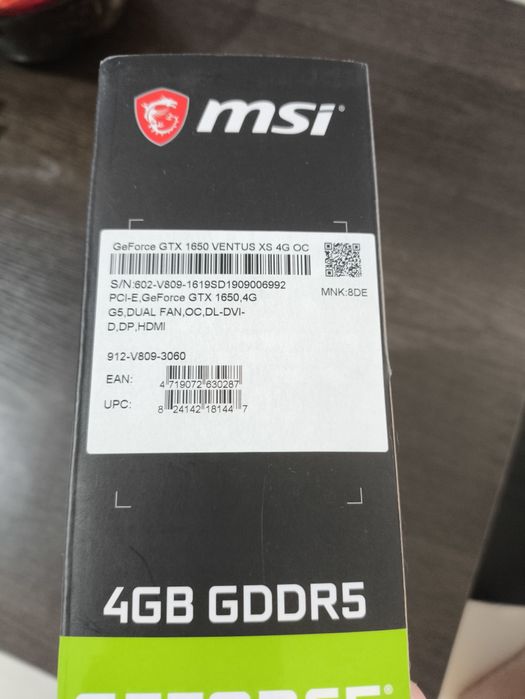 msi
GeForce GTX 1650 VENTUS XS 4G OC
S/N:602-V809-1619SD1909006992
MNK:8DE
PCI-E,GeForce GTX 1650,4G
G5,DUAL FAN,OC,DL-DVI-
D,DP,HDMI
912-V809-3060
EAN: 4 719072 630287
UPC: 8 24142 18144 7
4GB GDDR5
GEFORCE